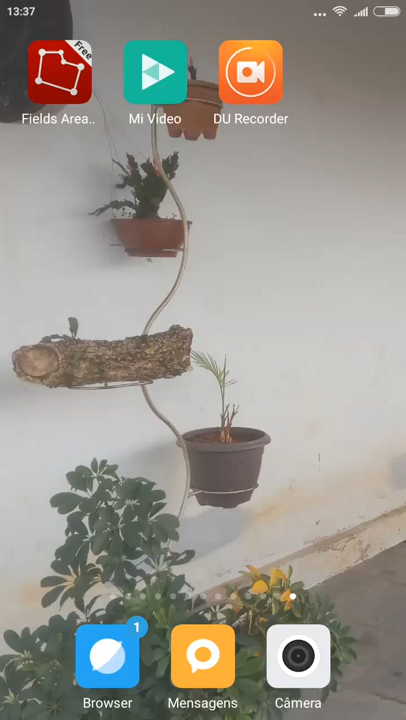 13:37
Free
Fields Area..
Mi Video
DU Recorder
1
Browser
Mensagens
Câmera